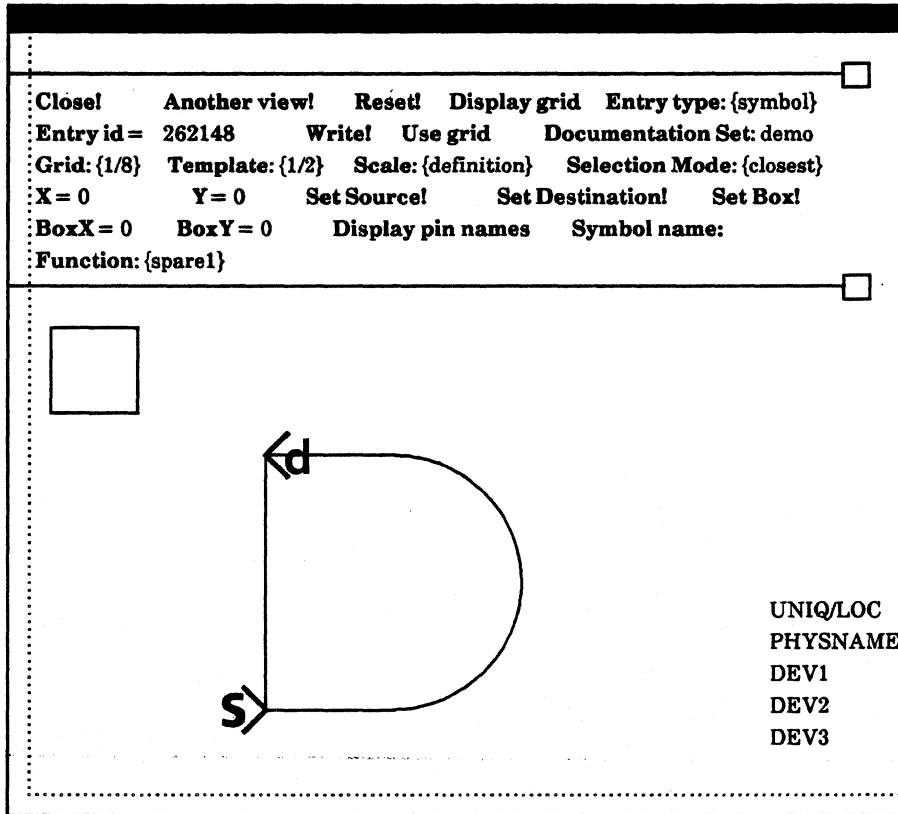 Close! Another view! Reset! Display grid Entry type: {symbol}
Entry id = 262148 Write! Use grid Documentation Set: demo
Grid: {1/8} Template: {1/2} Scale: {definition} Selection Mode: {closest}
X = 0 Y = 0 Set Source! Set Destination! Set Box!
BoxX = 0 BoxY = 0 Display pin names Symbol name:
Function: {spare1}
d
UNIQ/LOC
PHYSNAME
DEV1
S
DEV2
DEV3